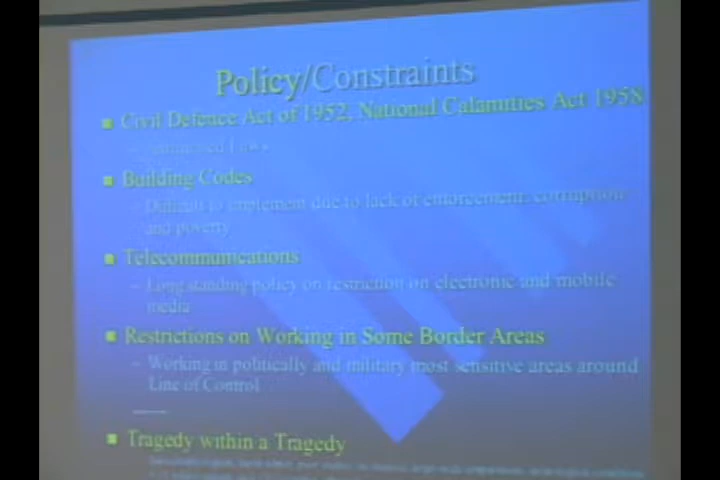 Policy/Constraints
Civil Defence Act of 1952, National Calamities Act 1958
Laws
Building Codes
– Difficult to implement due to lack of enforcement, corruption
and poverty
Telecommunications
– Long standing policy on restriction on electronic and mobile
media
Restrictions on Working in Some Border Areas
– Working in politically and military most sensitive areas around
Line of Control
Tragedy within a Tragedy